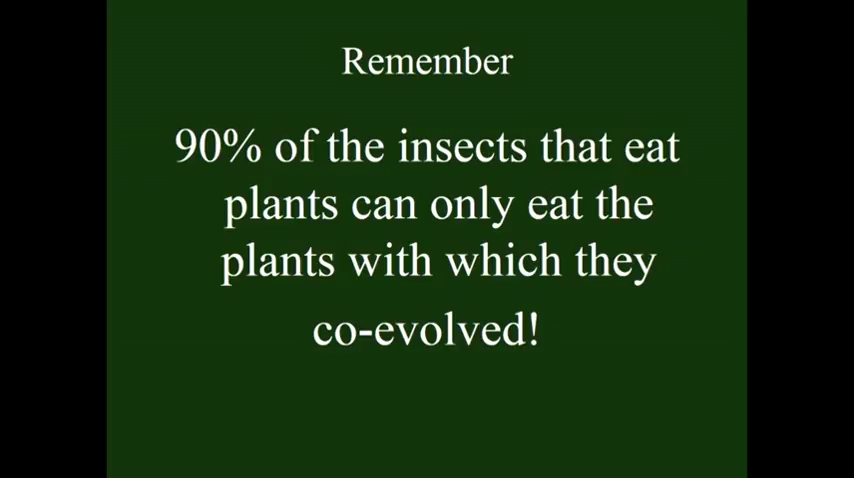 Remember
90% of the insects that eat
plants can only eat the
plants with which they
co-evolved!